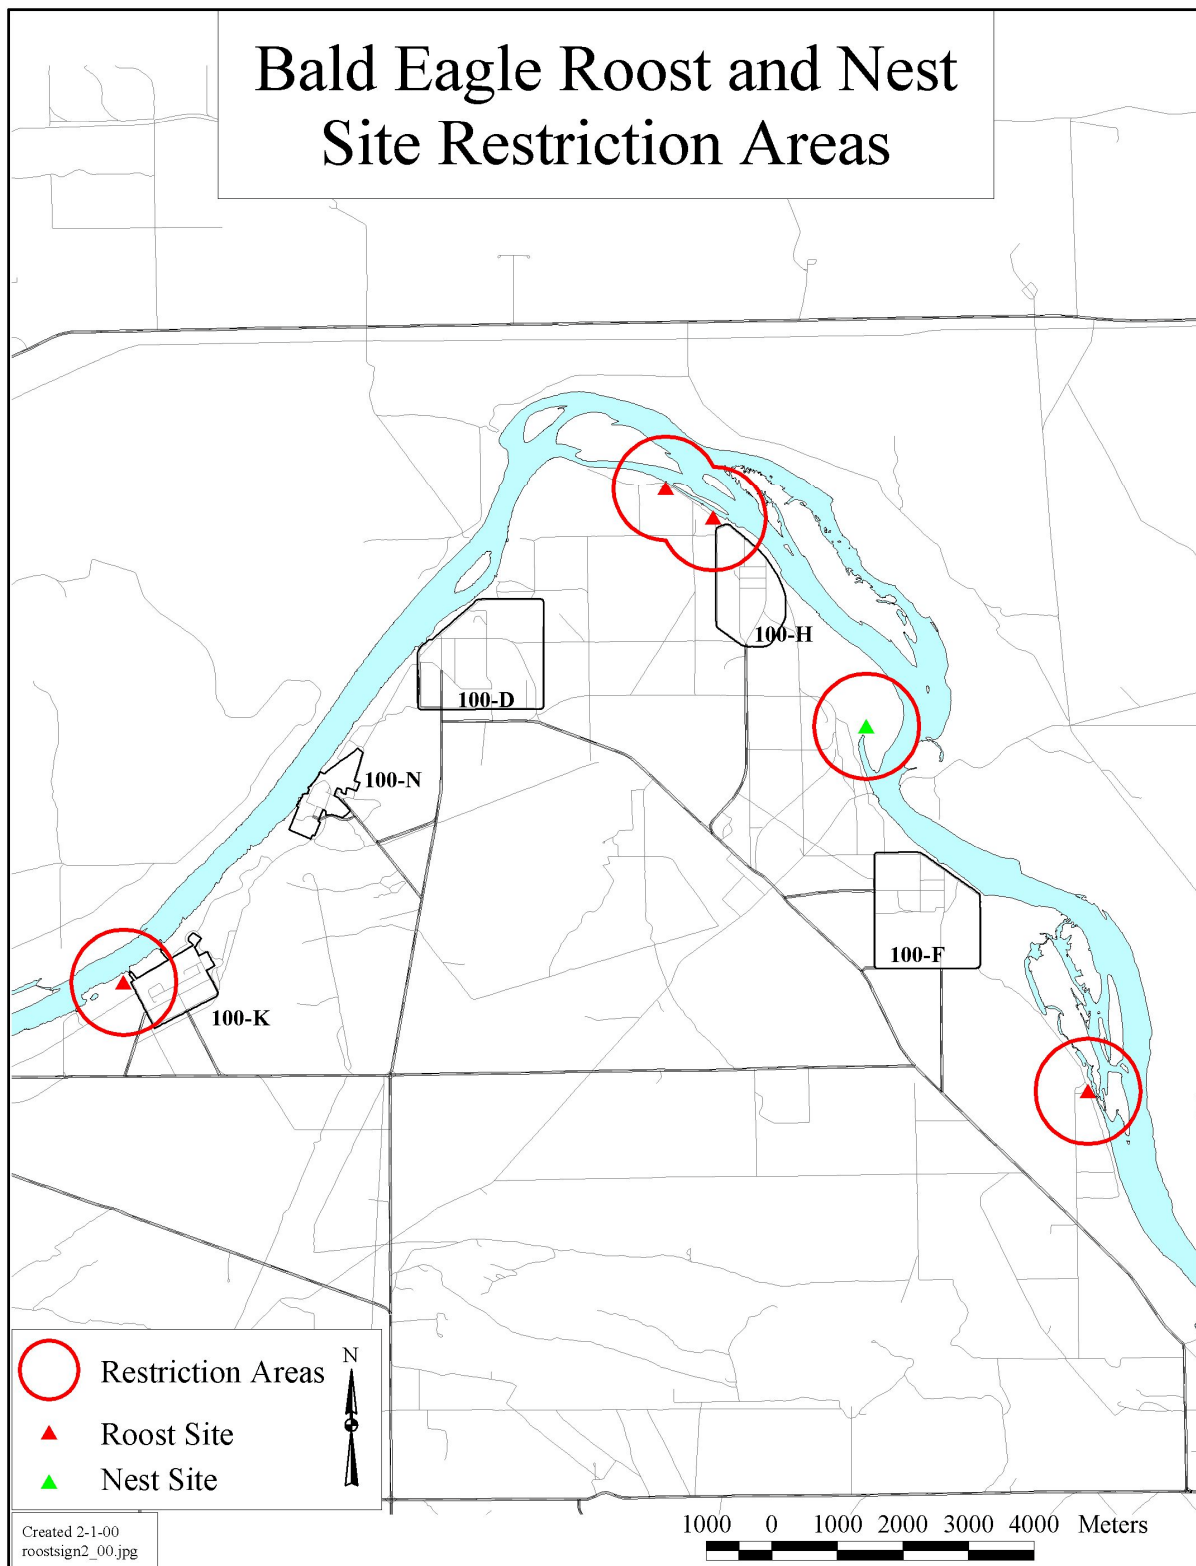 Bald Eagle Roost and Nest
Site Restriction Areas
100-H
100-D
100-N
100-F
100-K
Restriction Areas
N
Roost Site
Nest Site
Created 2-1-00
roostsign2_00.jpg
1000 0 1000 2000 3000 4000 Meters